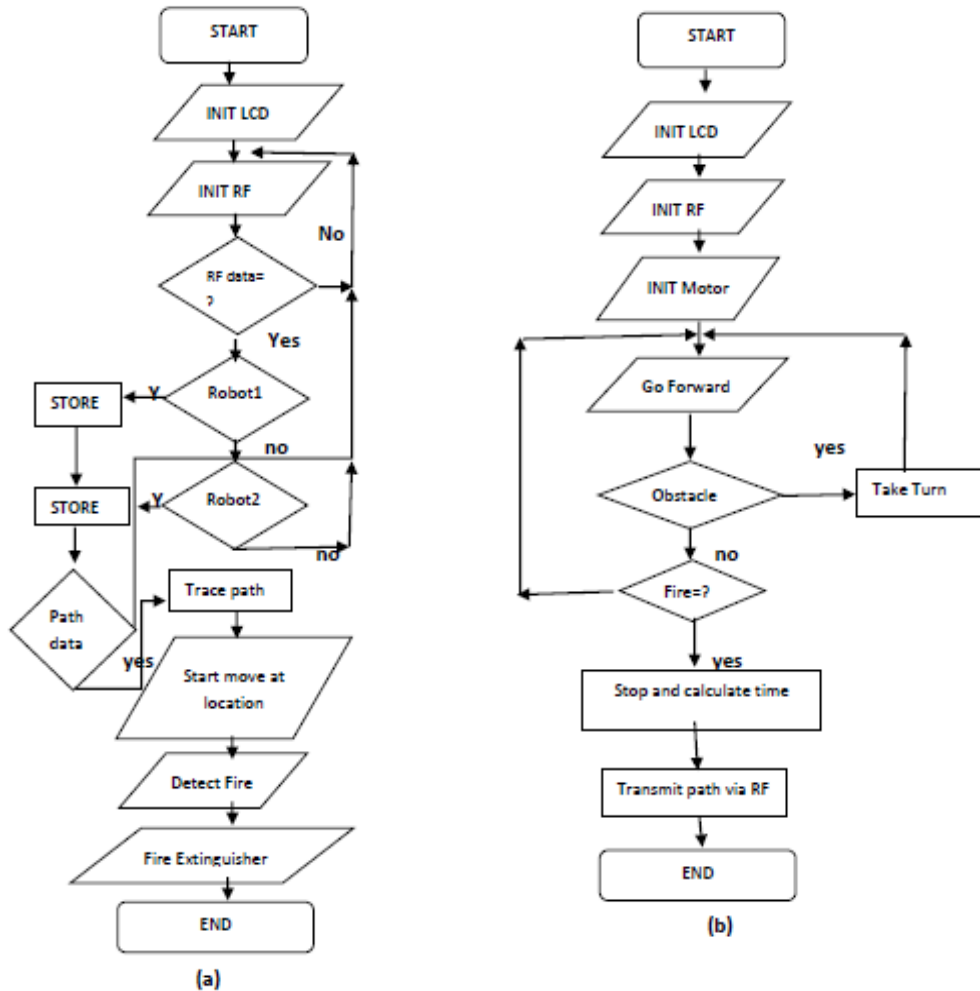 START
INIT LCD
INIT RF
No
RF data=
?
Yes
Robot1
Y
STORE
no
Robot2
Y
STORE
no
Trace path
Path
data
yes
Start move at
location
Detect Fire
Fire Extinguisher
END
(a)
START
INIT LCD
INIT RF
INIT Motor
Go Forward
yes
Obstacle
Take Turn
no
Fire=?
yes
Stop and calculate time
Transmit path via RF
END
(b)